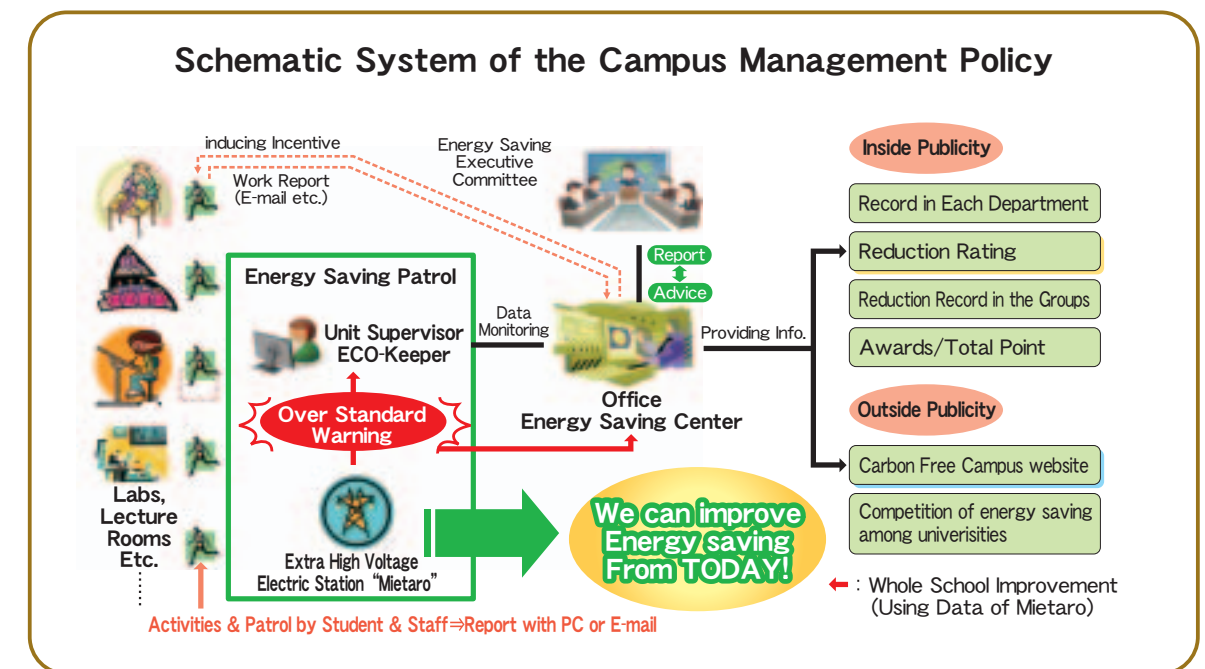 Schematic System of the Campus Management Policy
inducing Incentive
Work Report
(E-mail etc.)
Energy Saving
Executive
Committee
Report
Advice
Energy Saving Patrol
Unit Supervisor
ECO-Keeper
Data
Monitoring
Providing Info.
Over Standard
Warning
Office
Energy Saving Center
Labs,
Lecture
Rooms
Etc.
Extra High Voltage
Electric Station “Mietaro”
We can improve
Energy saving
From TODAY!
Activities & Patrol by Student & Staff⇒Report with PC or E-mail
Inside Publicity
Record in Each Department
Reduction Rating
Reduction Record in the Groups
Awards/Total Point
Outside Publicity
Carbon Free Campus website
Competition of energy saving
among univerisities
: Whole School Improvement
(Using Data of Mietaro)